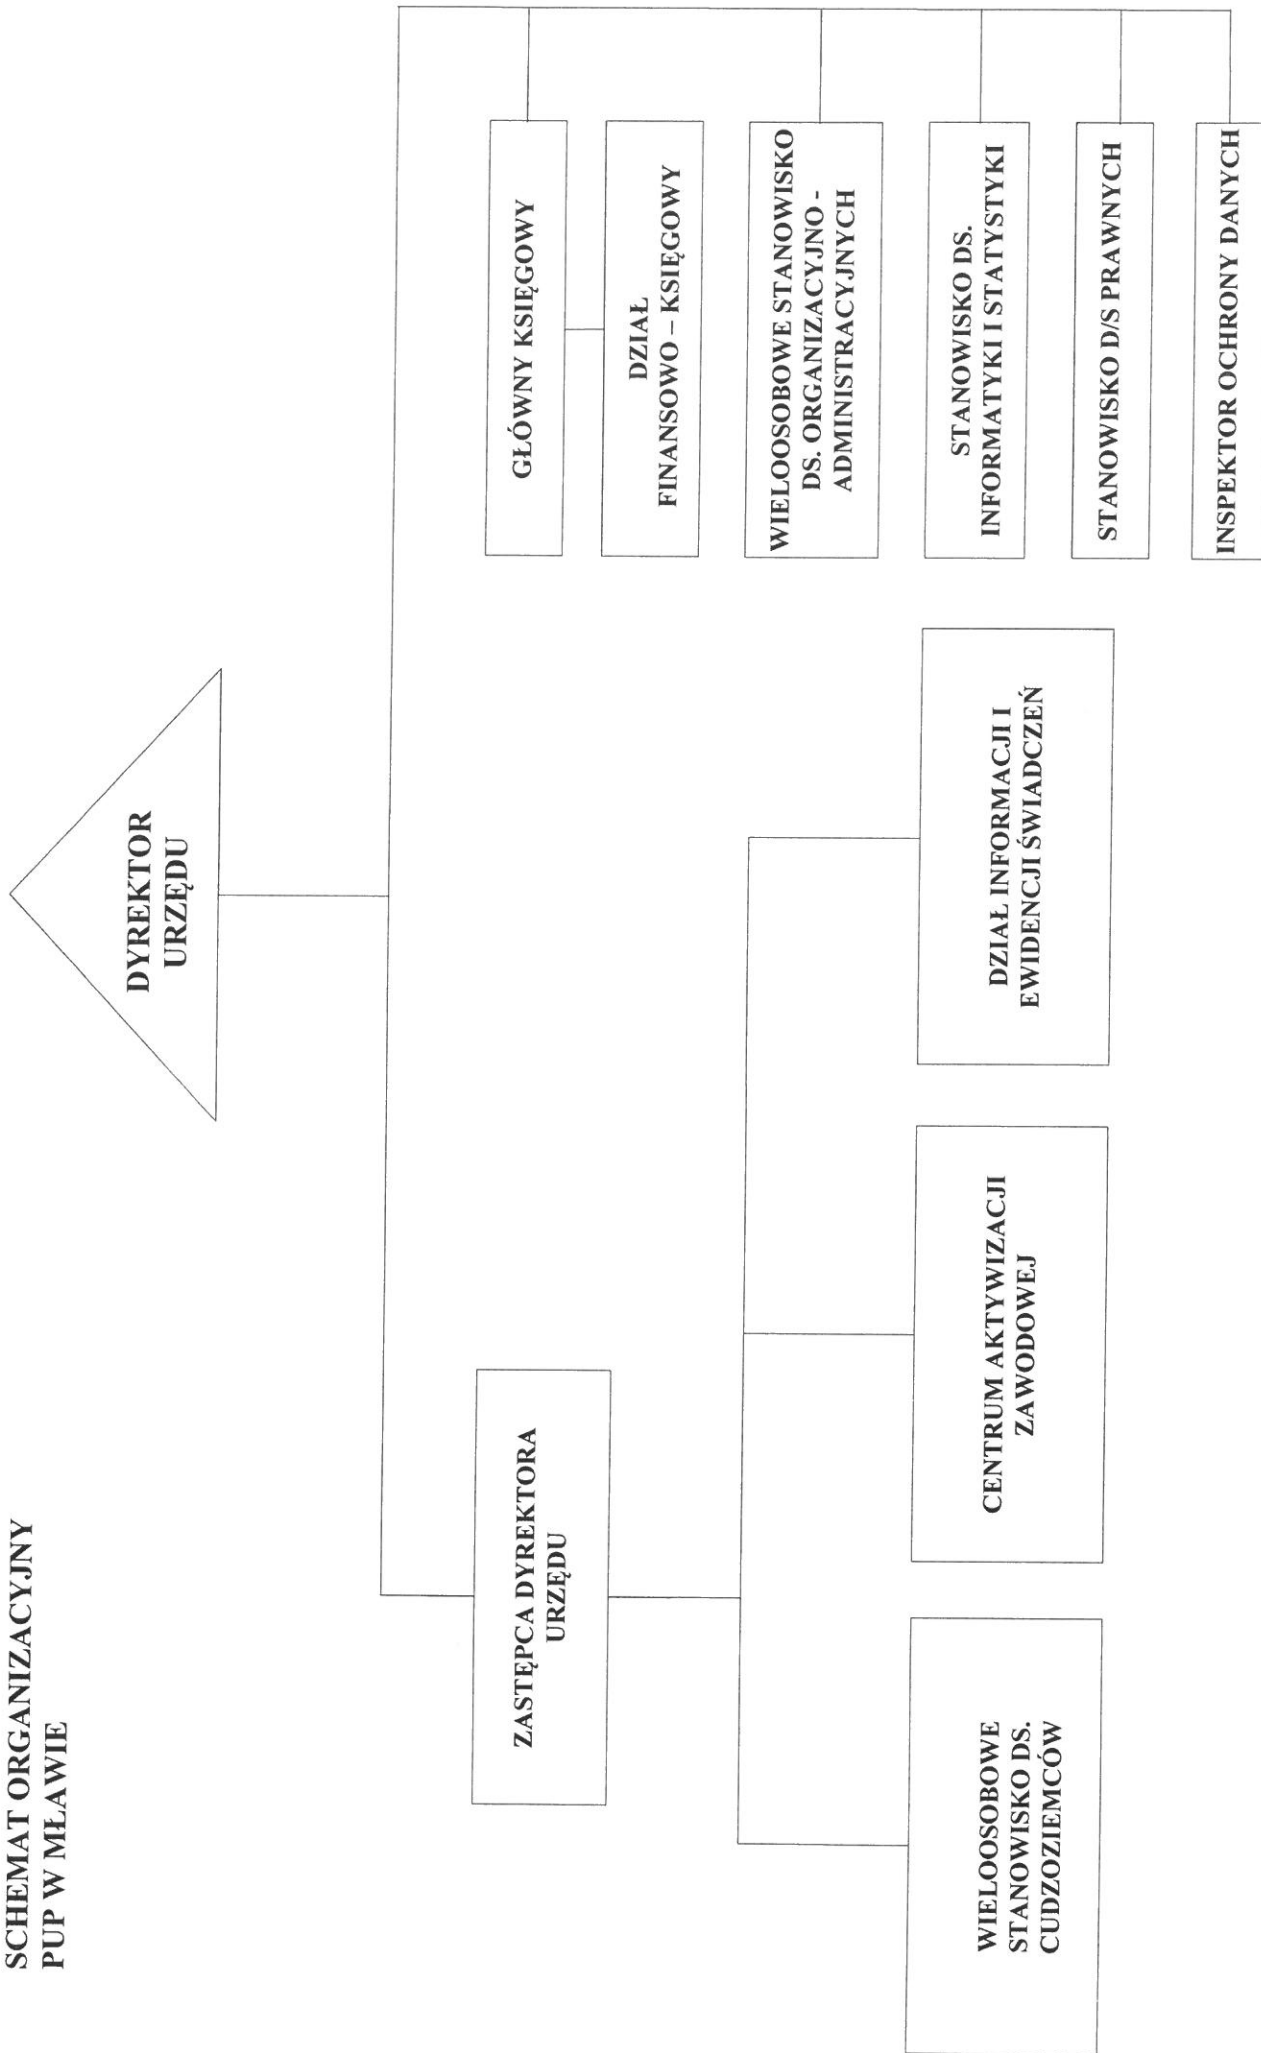 SCHEMAT ORGANIZACYJNY
PUP W MŁAWIE
DYREKTOR
URZĘDU
ZASTĘPCA DYREKTORA
URZĘDU
WIELOOSOBOWE
STANOWISKO DS.
CUDZOZIEMCÓW
CENTRUM AKTYWIZACJI
ZAWODOWEJ
DZIAŁ INFORMACJI I
EWIDENCJI ŚWIADCZEŃ
GŁÓWNY KSIĘGOWY
DZIAŁ
FINANSOWO – KSIĘGOWY
WIELOOSOBOWE STANOWISKO
DS. ORGANIZACYJNO -
ADMINISTRACYJNYCH
STANOWISKO DS.
INFORMATYKI I STATYSTYKI
STANOWISKO D/S PRAWNYCH
INSPEKTOR OCHRONY DANYCH